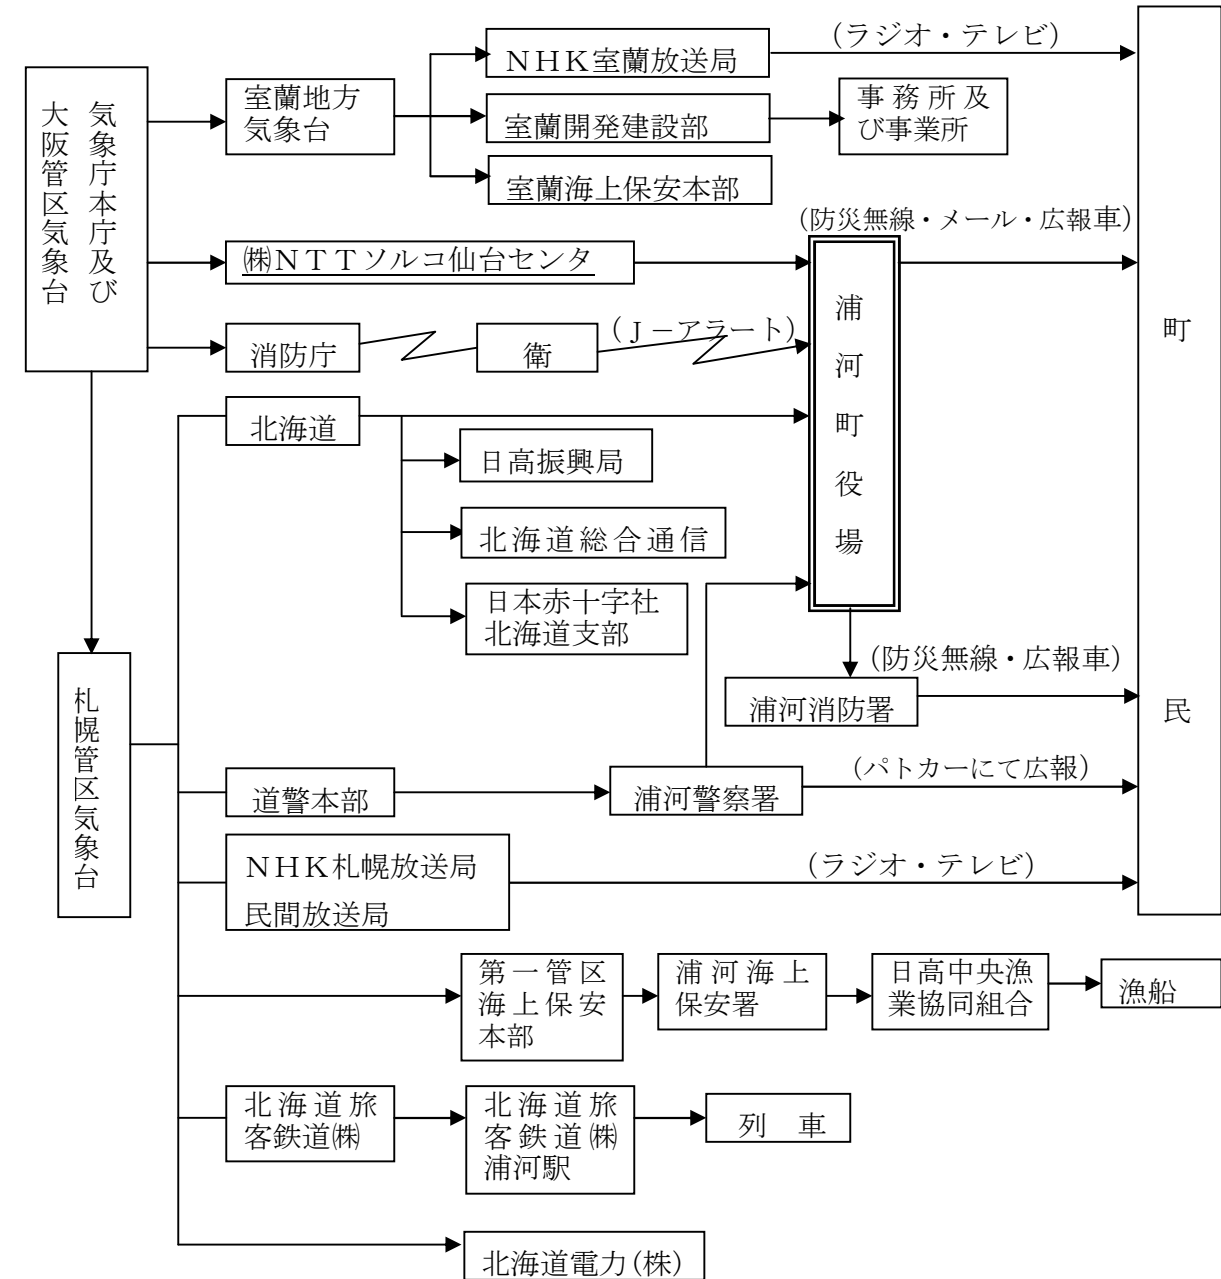 気象庁本庁及び
大阪管区気象台
室蘭地方
気象台
NHK室蘭放送局
(ラジオ・テレビ)
室蘭開発建設部
事務所及
び事業所
室蘭海上保安本部
㈱NTTソルコ仙台センタ
(防災無線・メール・広報車)
消防庁
衛
(J-アラート)
浦河町役場
町民
北海道
日高振興局
北海道総合通信
日本赤十字社
北海道支部
札幌管区気象台
(防災無線・広報車)
浦河消防署
道警本部
浦河警察署
(パトカーにて広報)
NHK札幌放送局
民間放送局
(ラジオ・テレビ)
第一管区
海上保安
本部
浦河海上
保安署
日高中央漁
業協同組合
漁船
北海道旅
客鉄道㈱
北海道旅
客鉄道㈱
浦河駅
列 車
北海道電力(株)